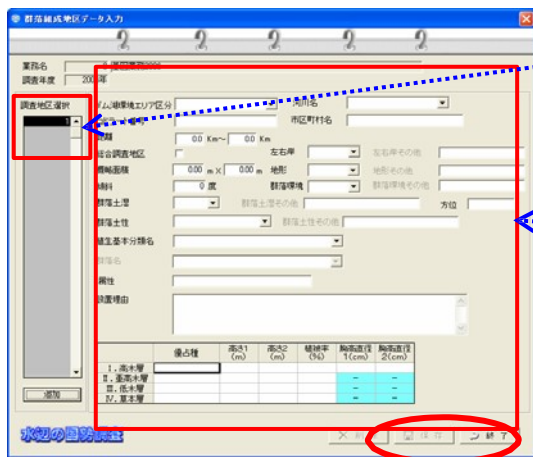 群落組成地区データ入力
業務名
調査年度 200 年
調査地区選択
ダム湖環境エリア区分 河川名
市区町村名
距離 0.0 Km～ 0.0 Km
総合調査地区 左右岸 左右岸その他
調査面積 0.00 m × 0.00 m 地形 地形その他
傾斜 0 度 群落環境 群落環境その他
群落土湿 群落土湿その他 方位
群落土性 群落土性その他
植生基本分類名
群落名
属性
設置理由
優占種 高さ1(m) 高さ2(m) 植被率(%) 胸高直径1(cm) 胸高直径2(cm)
Ⅰ．高木層
Ⅱ．亜高木層 － －
Ⅲ．低木層 － －
Ⅳ．草本層 － －
追加
水辺の国勢調査
保存 終了